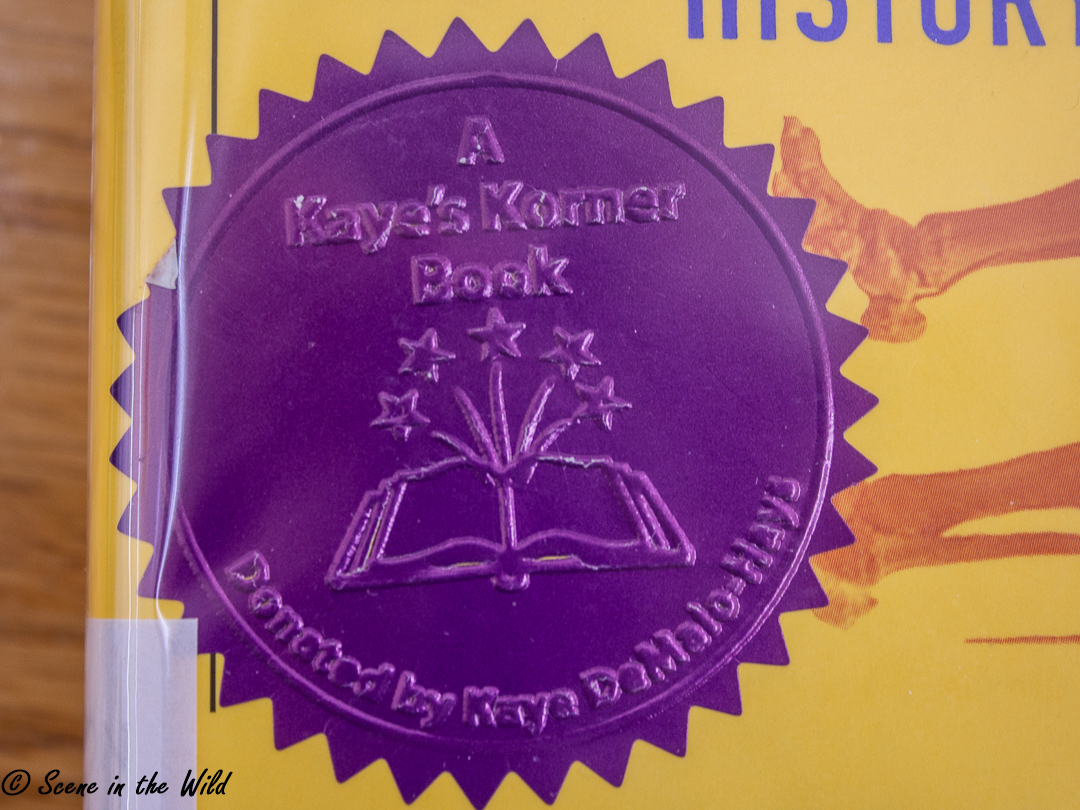 HISTORY
A
Kaye's Korner
Book
Donated by Kaye DeMalo-Hays
© Scene in the Wild